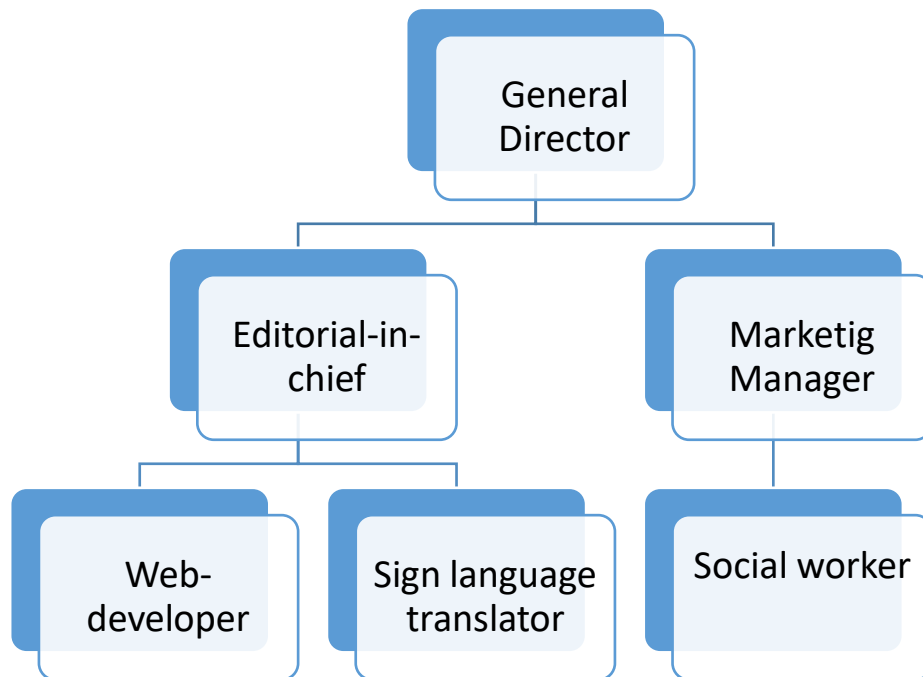 General
Director
Editorial-in-
chief
Marketig
Manager
Web-
developer
Sign language
translator
Social worker